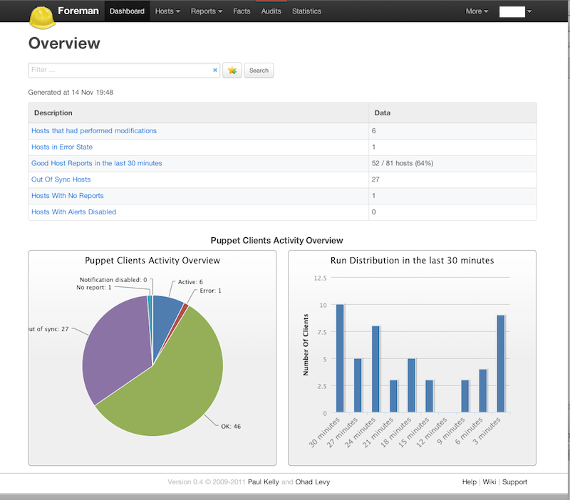 Foreman Dashboard Hosts Reports Facts Audits Statistics More
Overview
Filter ... × Search
Generated at 14 Nov 19:48
Description Data
Hosts that had performed modifications 6
Hosts in Error State 1
Good Host Reports in the last 30 minutes 52 / 81 hosts (64%)
Out Of Sync Hosts 27
Hosts With No Reports 1
Hosts With Alerts Disabled 0
Puppet Clients Activity Overview
Puppet Clients Activity Overview
Notification disabled: 0
No report: 1
Active: 6
Error: 1
ut of sync: 27
OK: 46
Run Distribution in the last 30 minutes
Number Of Clients
12.5
10
7.5
5
2.5
0
30 minutes
27 minutes
24 minutes
21 minutes
18 minutes
15 minutes
12 minutes
9 minutes
6 minutes
3 minutes
Version 0.4 © 2009-2011 Paul Kelly and Ohad Levy Help | Wiki | Support